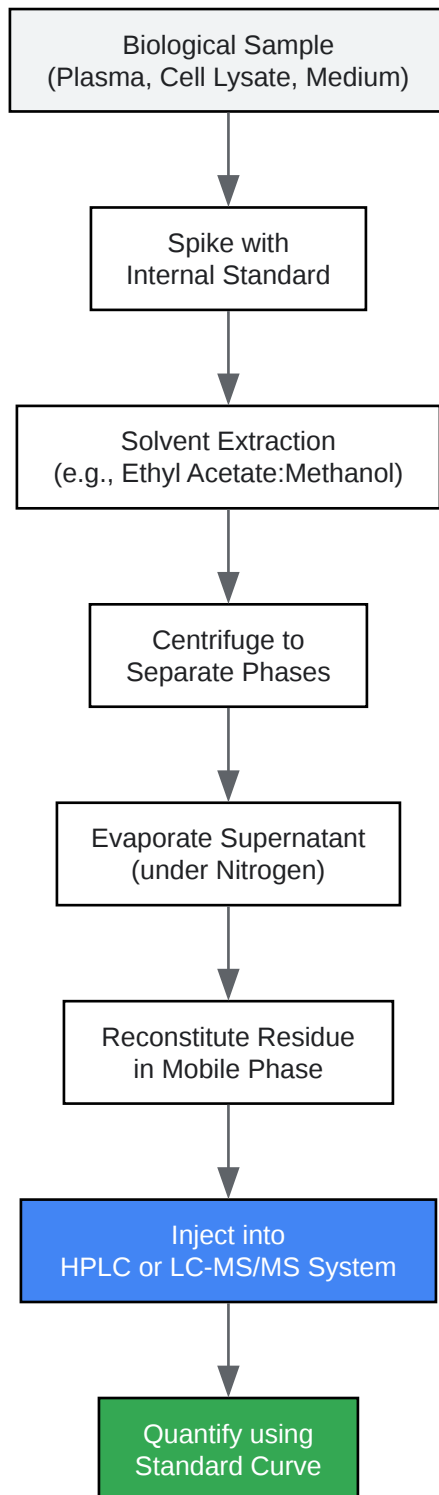 Biological Sample
(Plasma, Cell Lysate, Medium)
Spike with
Internal Standard
Solvent Extraction
(e.g., Ethyl Acetate:Methanol)
Centrifuge to
Separate Phases
Evaporate Supernatant
(under Nitrogen)
Reconstitute Residue
in Mobile Phase
Inject into
HPLC or LC-MS/MS System
Quantify using
Standard Curve